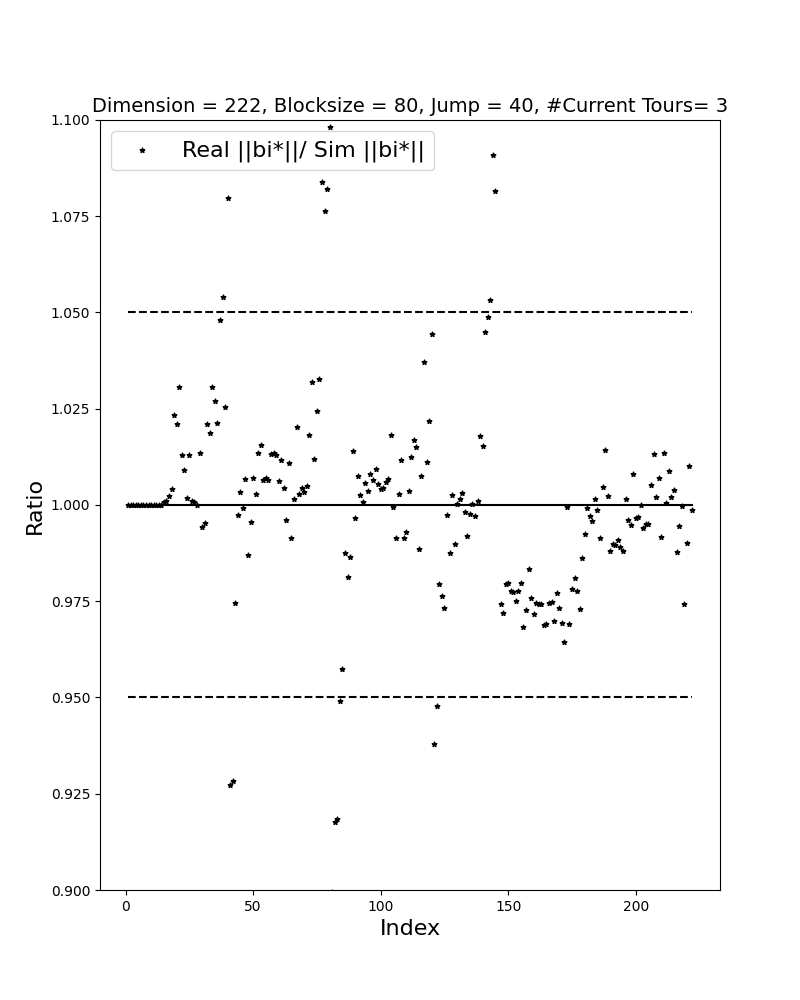 Dimension = 222, Blocksize = 80, Jump = 40, #Current Tours= 3
Real ||bi*||/ Sim ||bi*||
1.100
1.075
1.050
1.025
1.000
0.975
0.950
0.925
0.900
Ratio
0 50 100 150 200
Index